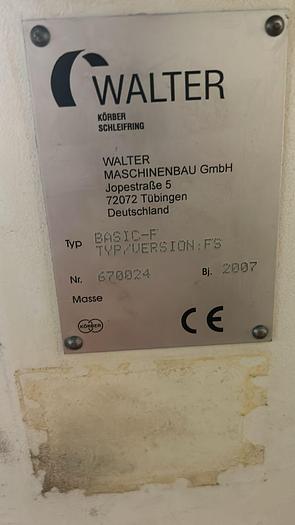 WALTER
KÖRBER
SCHLEIFRING
WALTER
MASCHINENBAU GmbH
Jopestraße 5
72072 Tübingen
Deutschland
Typ BASIC-F
TYP/VERSION:FS
Nr. 670024 Bj. 2007
Masse
KÖRBER CE